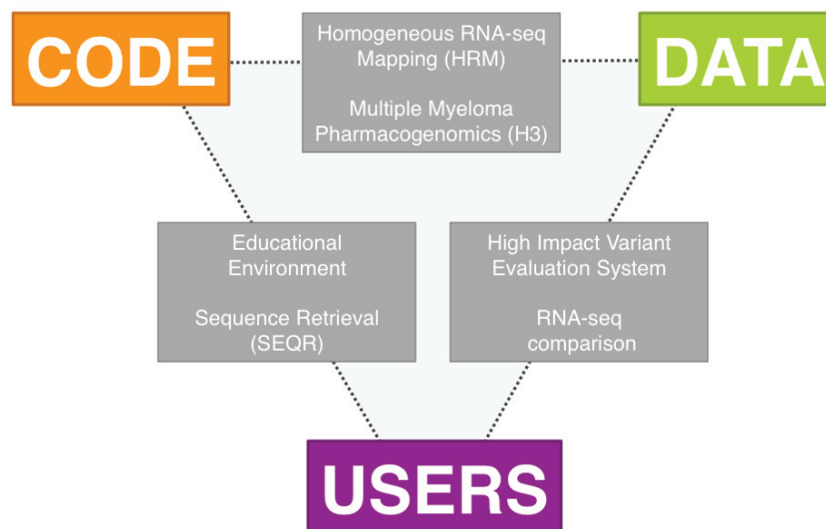 CODE
Homogeneous RNA-seq
Mapping (HRM)
Multiple Myeloma
Pharmacogenomics (H3)
DATA
Educational
Environment
Sequence Retrieval
(SEQR)
High Impact Variant
Evaluation System
RNA-seq
comparison
USERS